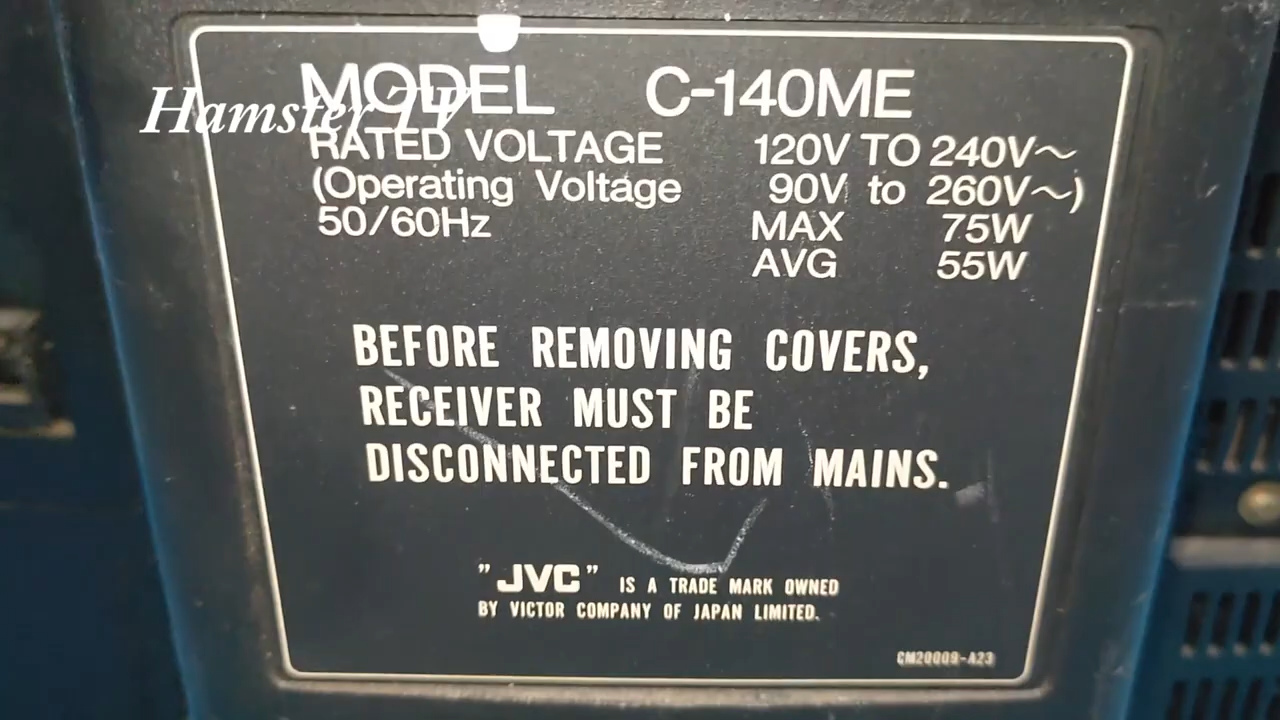 Hamster TV
MODEL C-140ME
RATED VOLTAGE 120V TO 240V~
(Operating Voltage 90V to 260V~)
50/60Hz MAX 75W
AVG 55W
BEFORE REMOVING COVERS,
RECEIVER MUST BE
DISCONNECTED FROM MAINS.
"JVC" IS A TRADE MARK OWNED
BY VICTOR COMPANY OF JAPAN LIMITED.
CM20009-A23